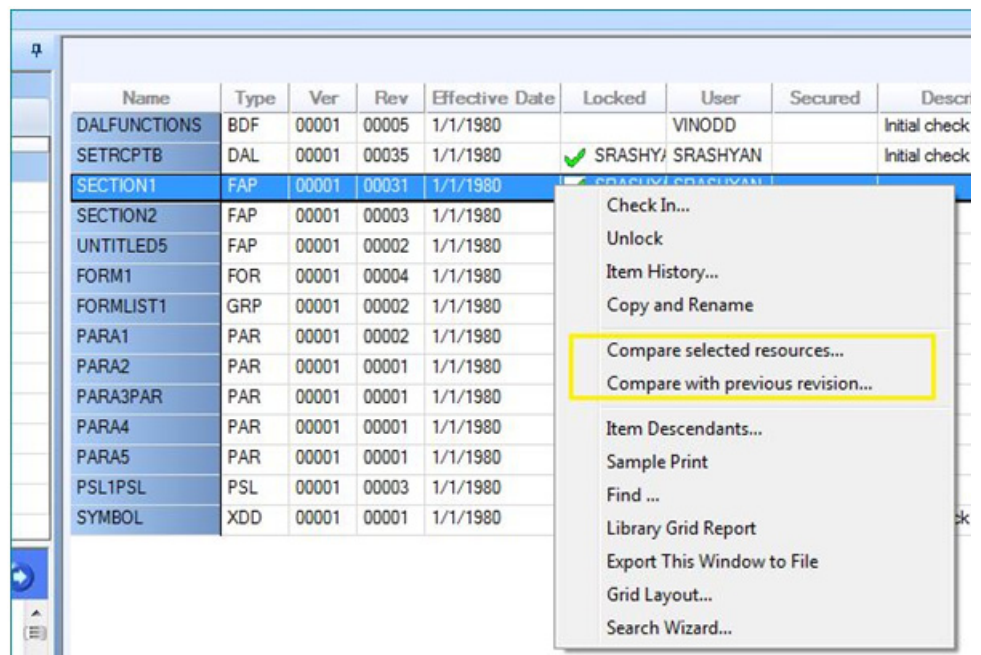 Name Type Ver Rev Effective Date Locked User Secured Descr
DALFUNCTIONS BDF 00001 00005 1/1/1980 VINODD Initial check
SETRCPTB DAL 00001 00035 1/1/1980 SRASHYA SRASHYAN Initial check
SECTION1 FAP 00001 00031 1/1/1980 SRASHYA SRASHYAN
SECTION2 FAP 00001 00003 1/1/1980
UNTITLED5 FAP 00001 00002 1/1/1980
FORM1 FOR 00001 00004 1/1/1980
FORMLIST1 GRP 00001 00002 1/1/1980
PARA1 PAR 00001 00002 1/1/1980
PARA2 PAR 00001 00001 1/1/1980
PARA3PAR PAR 00001 00001 1/1/1980
PARA4 PAR 00001 00001 1/1/1980
PARA5 PAR 00001 00001 1/1/1980
PSL1PSL PSL 00001 00003 1/1/1980
SYMBOL XDD 00001 00001 1/1/1980
Check In...
Unlock
Item History...
Copy and Rename
Compare selected resources...
Compare with previous revision...
Item Descendants...
Sample Print
Find ...
Library Grid Report
Export This Window to File
Grid Layout...
Search Wizard...